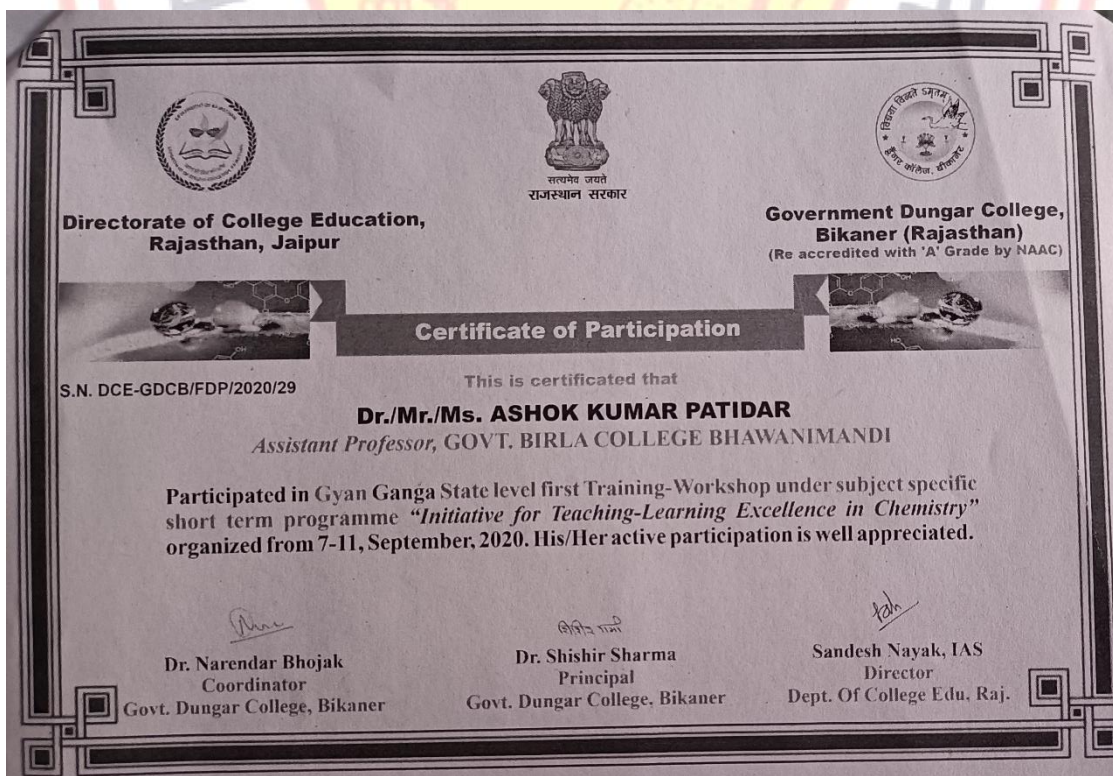 सत्यमेव जयते
राजस्थान सरकार
विद्यया विन्दते ऽमृतम्
डूँगर कॉलेज, बीकानेर
Directorate of College Education,
Rajasthan, Jaipur
Government Dungar College,
Bikaner (Rajasthan)
(Re accredited with 'A' Grade by NAAC)
Certificate of Participation
S.N. DCE-GDCB/FDP/2020/29
This is certificated that
Dr./Mr./Ms. ASHOK KUMAR PATIDAR
Assistant Professor, GOVT. BIRLA COLLEGE BHAWANIMANDI
Participated in Gyan Ganga State level first Training-Workshop under subject specific
short term programme “Initiative for Teaching-Learning Excellence in Chemistry”
organized from 7-11, September, 2020. His/Her active participation is well appreciated.
Dr. Narendar Bhojak
Coordinator
Govt. Dungar College, Bikaner
Dr. Shishir Sharma
Principal
Govt. Dungar College, Bikaner
Sandesh Nayak, IAS
Director
Dept. Of College Edu, Raj.